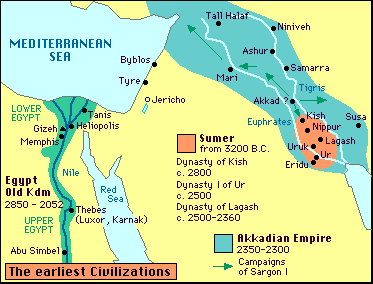 Tall Halaf
Niniveh
MEDITERRANEAN
SEA
Ashur
Byblos
Samarra
Mari
Tigris
Tyre
Jericho
Akkad ?
LOWER
EGYPT
Tanis
Heliopolis
Euphrates
Kish
Susa
Gizeh
Nippur
Memphis
Lagash
Uruk
Ur
Eridu
Sumer
from 3200 B.C.
Dynasty of Kish
c. 2800
Dynasty I of Ur
c. 2500
Dynasty of Lagash
c. 2500-2360
Nile
Egypt
Old Kdm
2850 - 2052
Red
Sea
Thebes
(Luxor, Karnak)
UPPER
EGYPT
Abu Simbel
Akkadian Empire
2350-2300
Campaigns
of Sargon I
The earliest Civilizations